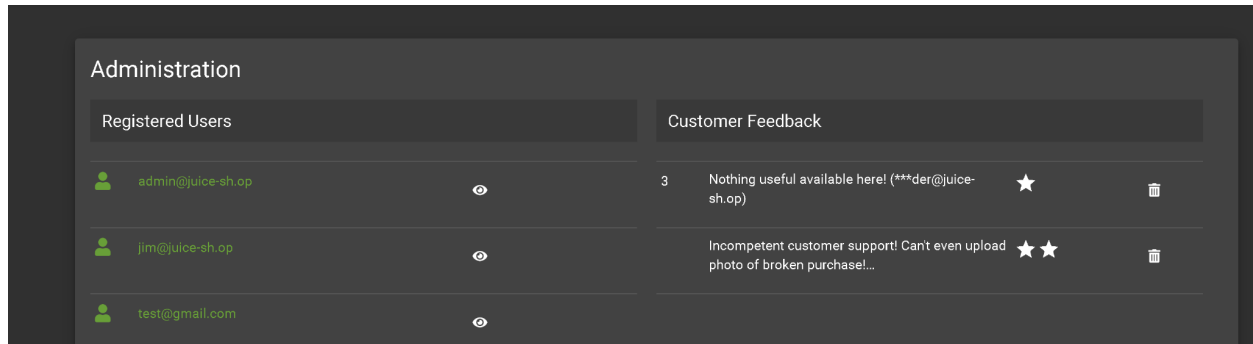 Administration
Registered Users
admin@juice-sh.op
jim@juice-sh.op
test@gmail.com
Customer Feedback
3
Nothing useful available here! (***der@juice-
sh.op)
Incompetent customer support! Can't even upload
photo of broken purchase!...